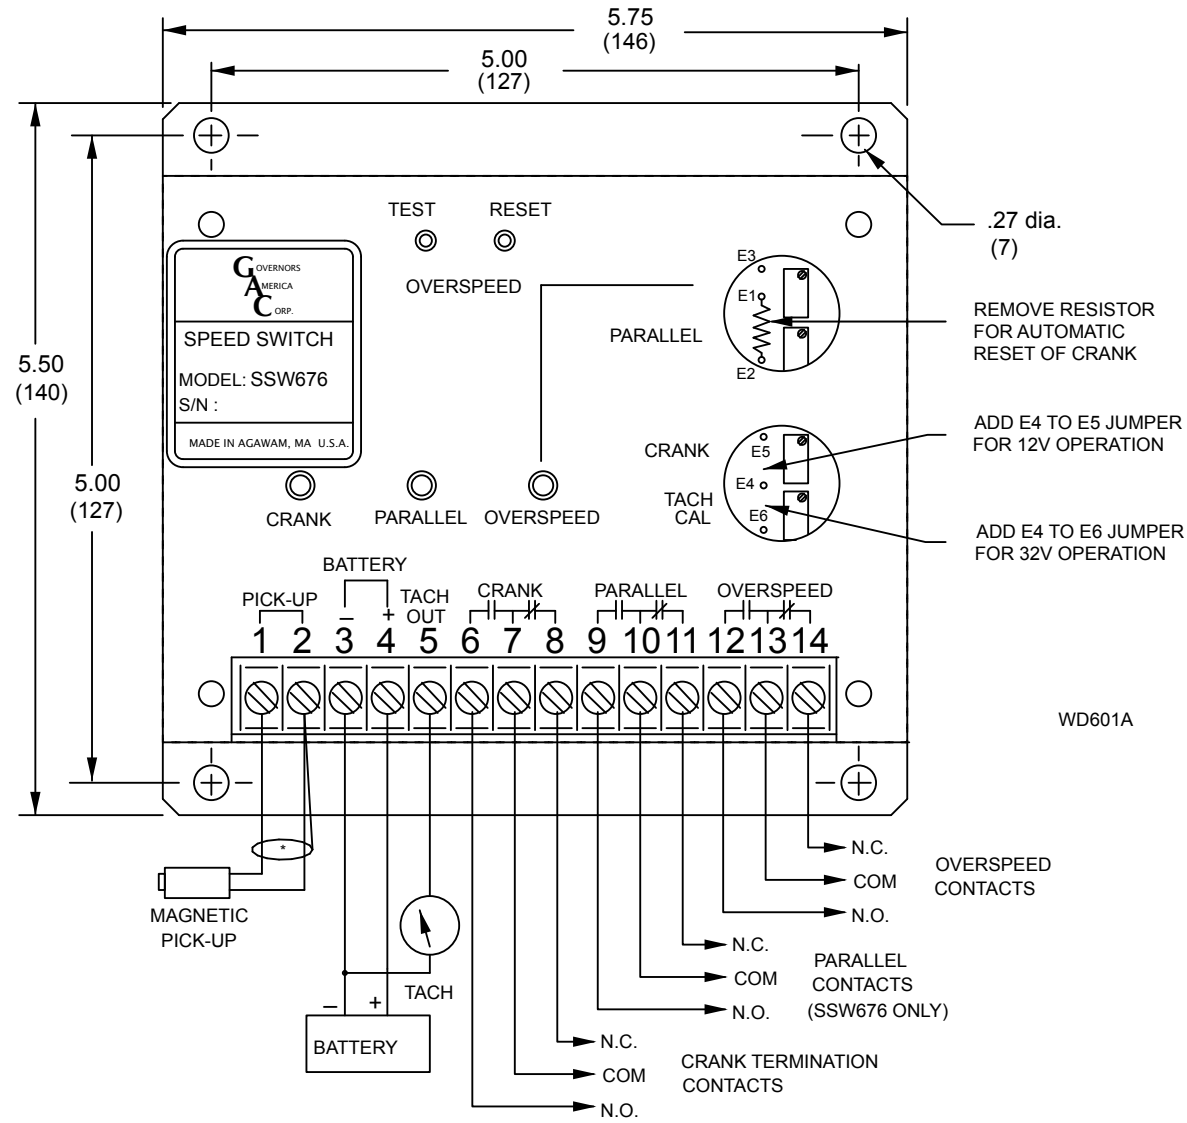 5.75
(146)
5.00
(127)
.27 dia.
(7)
5.50
(140)
5.00
(127)
TEST
RESET
OVERSPEED
PARALLEL
E3
E1
E2
REMOVE RESISTOR
FOR AUTOMATIC
RESET OF CRANK
GOVERNORS
AMERICA
CORP.
SPEED SWITCH
MODEL: SSW676
S/N :
MADE IN AGAWAM, MA U.S.A.
CRANK
TACH
CAL
E5
E4
E6
ADD E4 TO E5 JUMPER
FOR 12V OPERATION
ADD E4 TO E6 JUMPER
FOR 32V OPERATION
CRANK
PARALLEL
OVERSPEED
PICK-UP
BATTERY
– +
TACH
OUT
CRANK
PARALLEL
OVERSPEED
1 2 3 4 5 6 7 8 9 10 11 12 13 14
WD601A
*
MAGNETIC
PICK-UP
TACH
– +
BATTERY
N.C.
COM
N.O.
OVERSPEED
CONTACTS
N.C.
COM
N.O.
PARALLEL
CONTACTS
(SSW676 ONLY)
N.C.
COM
N.O.
CRANK TERMINATION
CONTACTS